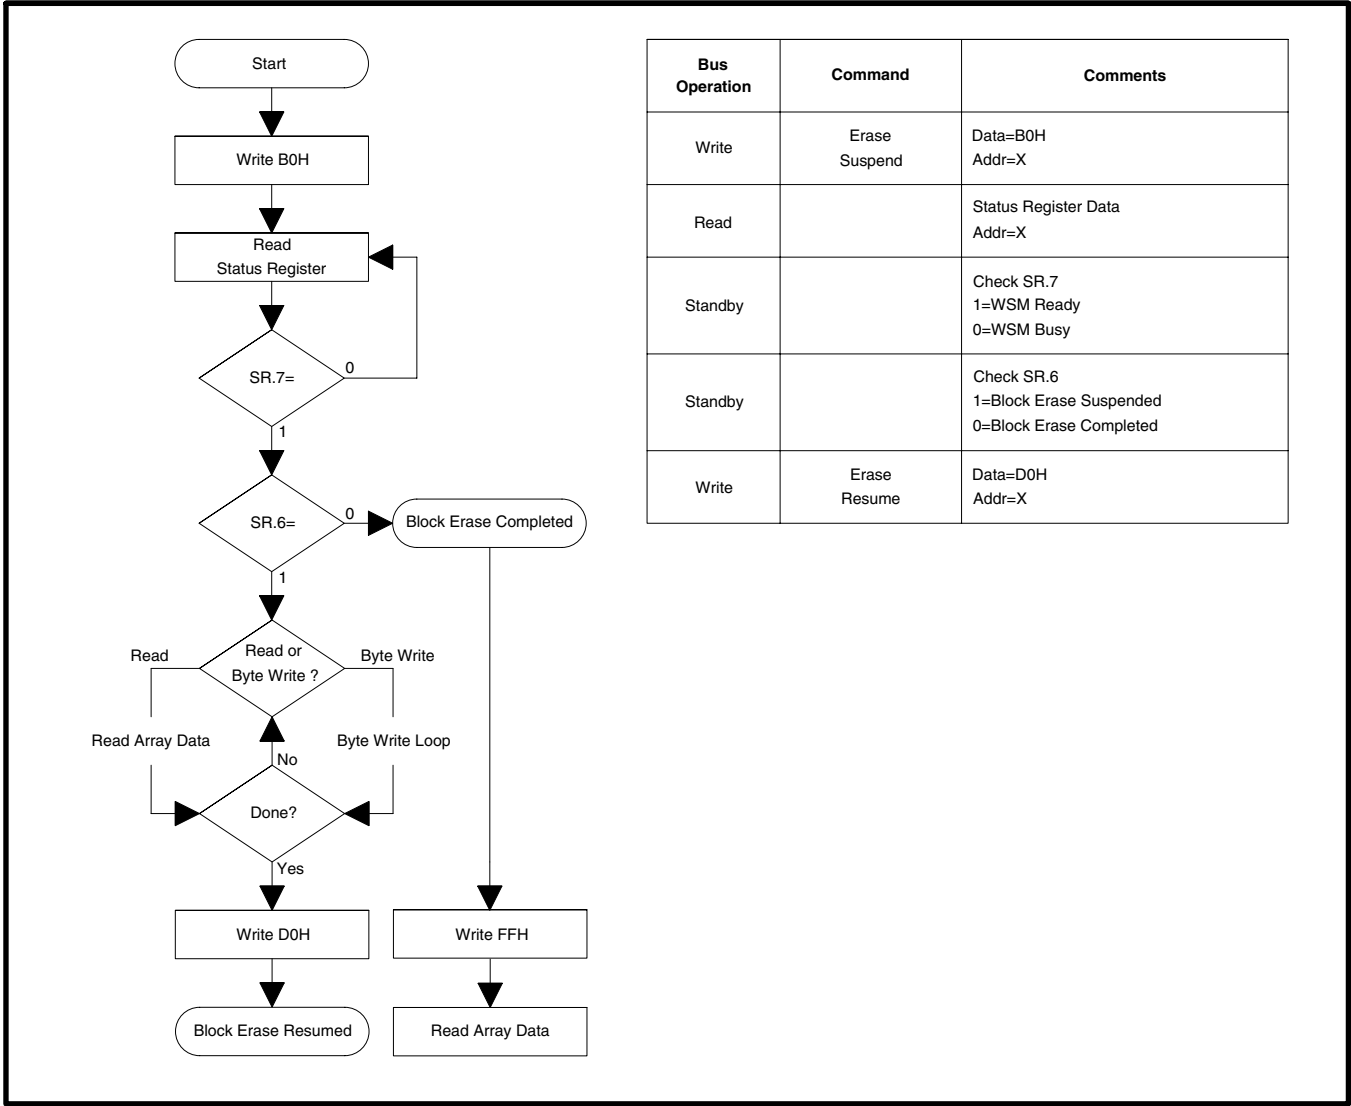 Start
Write B0H
Read
Status Register
SR.7=
0
1
SR.6=
0
Block Erase Completed
1
Read or
Byte Write ?
Read
Byte Write
Read Array Data
Byte Write Loop
No
Done?
Yes
Write D0H
Write FFH
Block Erase Resumed
Read Array Data
Bus
Operation
Command
Comments
Write
Erase
Suspend
Data=B0H
Addr=X
Read
Status Register Data
Addr=X
Standby
Check SR.7
1=WSM Ready
0=WSM Busy
Standby
Check SR.6
1=Block Erase Suspended
0=Block Erase Completed
Write
Erase
Resume
Data=D0H
Addr=X